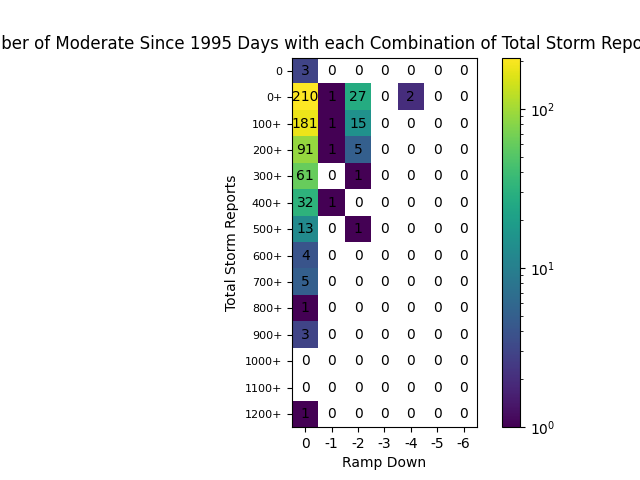 ber of Moderate Since 1995 Days with each Combination of Total Storm Repo
0 3 0 0 0 0 0 0
0+ 210 1 27 0 2 0 0
100+ 181 1 15 0 0 0 0
200+ 91 1 5 0 0 0 0
300+ 61 0 1 0 0 0 0
400+ 32 1 0 0 0 0 0
500+ 13 0 1 0 0 0 0
600+ 4 0 0 0 0 0 0
700+ 5 0 0 0 0 0 0
800+ 1 0 0 0 0 0 0
900+ 3 0 0 0 0 0 0
1000+ 0 0 0 0 0 0 0
1100+ 0 0 0 0 0 0 0
1200+ 1 0 0 0 0 0 0
0 -1 -2 -3 -4 -5 -6
Ramp Down
Total Storm Reports
10²
10¹
10⁰